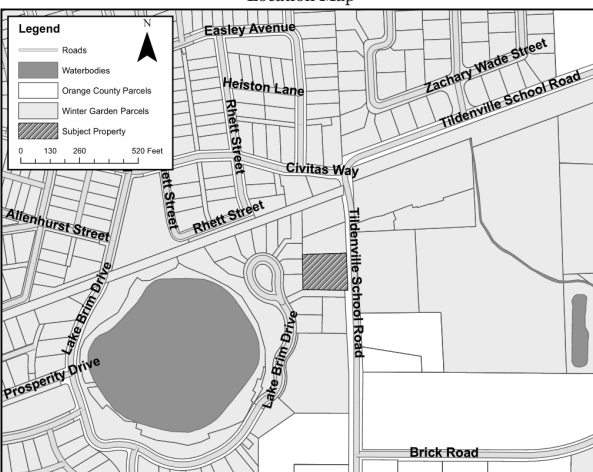 Location Map
Legend
N
Roads
Waterbodies
Orange County Parcels
Winter Garden Parcels
Subject Property
0 130 260 520 Feet
Easley Avenue
Heiston Lane
Rhett Street
Zachary Wade Street
Tildenville School Road
Civitas Way
ett Street
Rhett Street
Allenhurst Street
Tildenville School Road
Lake Brim Drive
Lake Brim Drive
Prosperity Drive
Brick Road